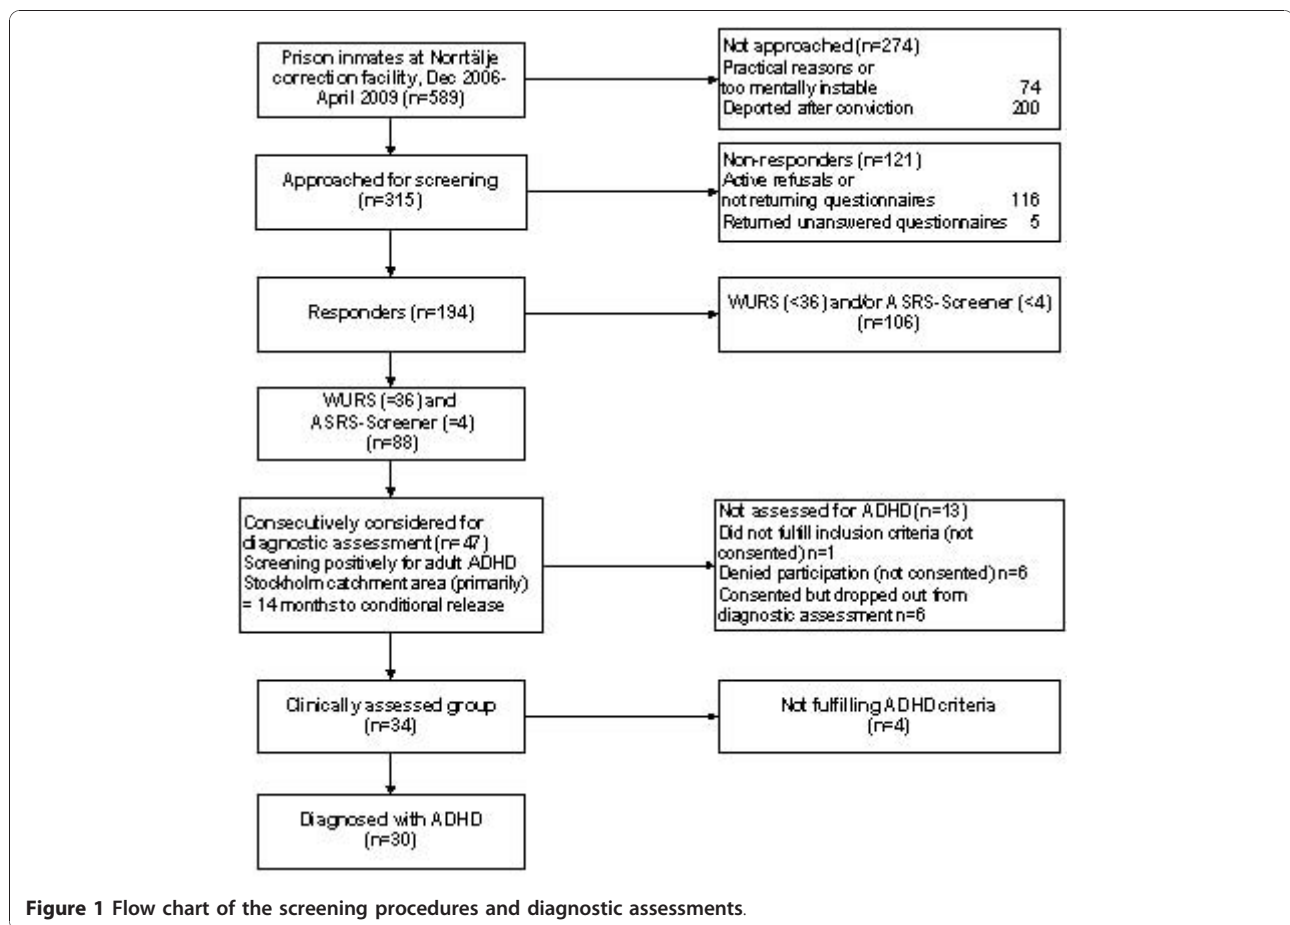 Prison inmates at Norrtälje
correction facility, Dec 2006-
April 2009 (n=589)
Not approached (n=274)
Practical reasons or
too mentally instable 74
Deported after conviction 200
Approached for screening
(n=315)
Non-responders (n=121)
Active refusals or
not returning questionnaires 116
Returned unanswered questionnaires 5
Responders (n=194)
WURS (<36) and/or ASRS-Screener (<4)
(n=106)
WURS (=36) and
ASRS-Screener (=4)
(n=88)
Consecutively considered for
diagnostic assessment (n=47)
Screening positively for adult ADHD
Stockholm catchment area (primarily)
= 14 months to conditional release
Not assessed for ADHD (n=13)
Did not fulfill inclusion criteria (not
consented) n=1
Denied participation (not consented) n=6
Consented but dropped out from
diagnostic assessment n=6
Clinically assessed group
(n=34)
Not fulfilling ADHD criteria
(n=4)
Diagnosed with ADHD
(n=30)
Figure 1 Flow chart of the screening procedures and diagnostic assessments.